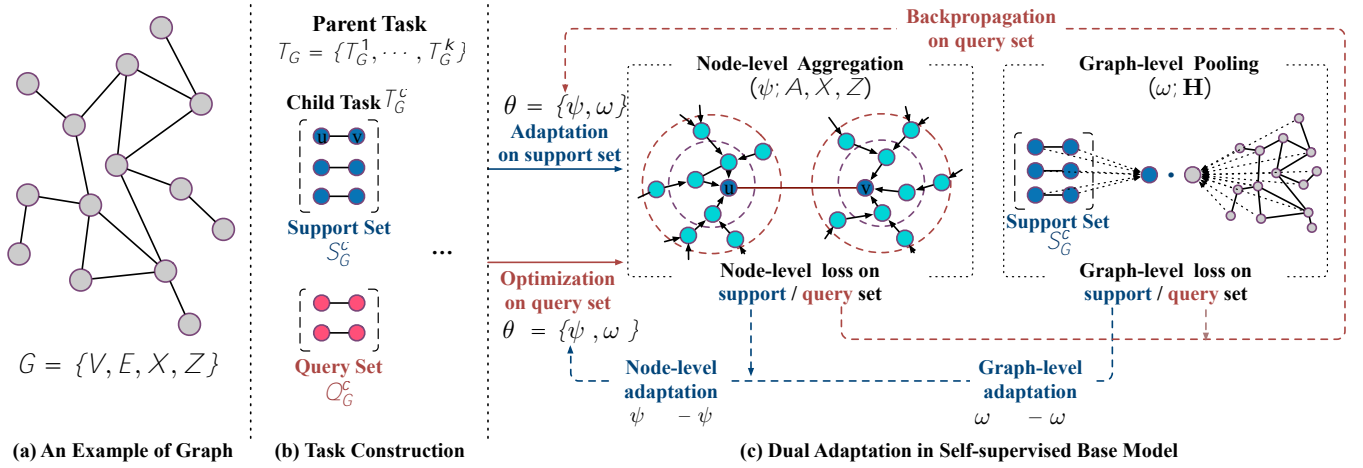 G = {V, E, X, Z}
(a) An Example of Graph
Parent Task
T_G = {T_G^1, ⋯ , T_G^k}
Child Task T_G^c
u v
Support Set
S_G^c
...
Query Set
Q_G^c
(b) Task Construction
θ = {ψ, ω}
Adaptation
on support set
Optimization
on query set
θ = {ψ , ω }
Backpropagation
on query set
Node-level Aggregation
(ψ; A, X, Z)
u v
Node-level loss on
support / query set
Graph-level Pooling
(ω; H)
Support Set
S_G^c
Graph-level loss on
support / query set
Node-level
adaptation
ψ – ψ
Graph-level
adaptation
ω – ω
(c) Dual Adaptation in Self-supervised Base Model